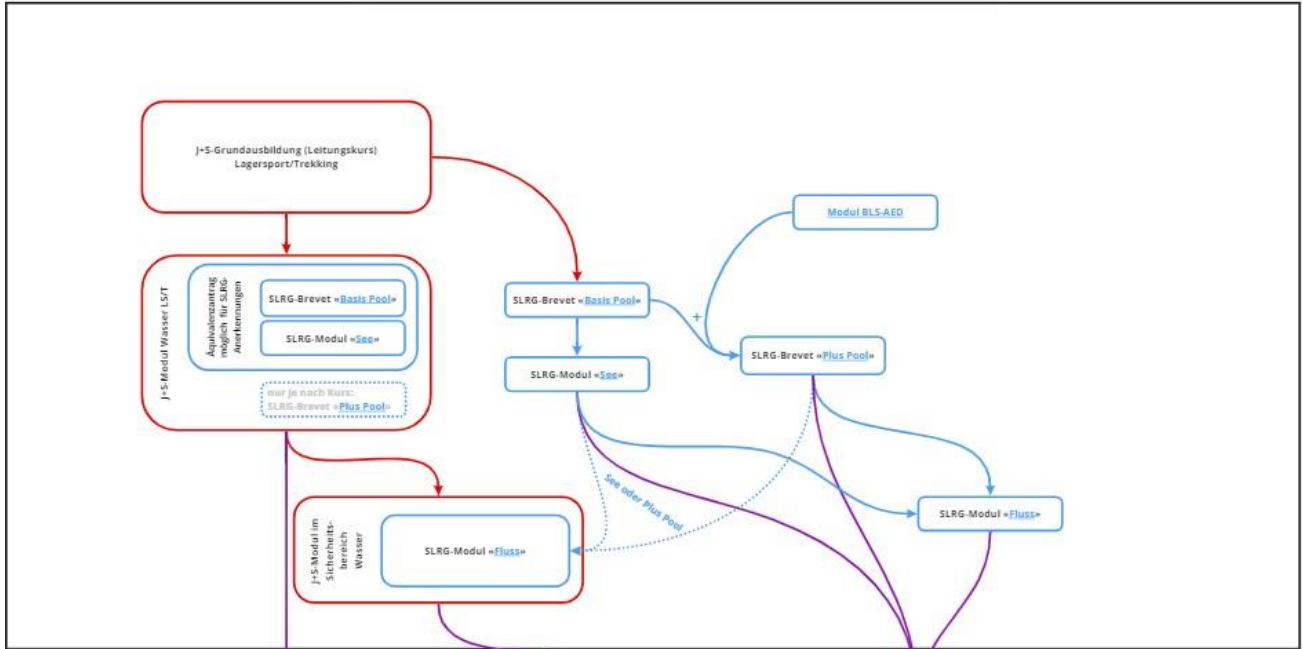 J+S-Grundausbildung (Leitungskurs)
Lagersport/Trekking
Modul BLS-AED
J+S-Modul Wasser LS/T
Äquivalenzantrag
möglich für SLRG-
Anerkennungen
SLRG-Brevet «Basis Pool»
SLRG-Modul «See»
nur je nach Kurs:
SLRG-Brevet «Plus Pool»
SLRG-Brevet «Basis Pool»
+
SLRG-Brevet «Plus Pool»
SLRG-Modul «See»
See oder Plus Pool
J+S-Modul im
Sicherheits-
bereich
Wasser
SLRG-Modul «Fluss»
SLRG-Modul «Fluss»